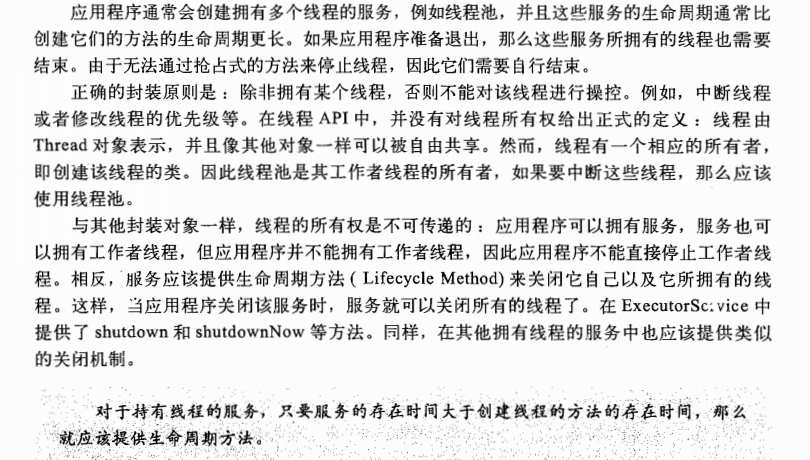 应用程序通常会创建拥有多个线程的服务，例如线程池，并且这些服务的生命周期通常比
创建它们的方法的生命周期更长。如果应用程序准备退出，那么这些服务所拥有的线程也需要
结束。由于无法通过抢占式的方法来停止线程，因此它们需要自行结束。
正确的封装原则是：除非拥有某个线程，否则不能对该线程进行操控。例如，中断线程
或者修改线程的优先级等。在线程 API 中，并没有对线程所有权给出正式的定义：线程由
Thread 对象表示，并且像其他对象一样可以被自由共享。然而，线程有一个相应的所有者，
即创建该线程的类。因此线程池是其工作者线程的所有者，如果要中断这些线程，那么应该
使用线程池。
与其他封装对象一样，线程的所有权是不可传递的：应用程序可以拥有服务，服务也可
以拥有工作者线程，但应用程序并不能拥有工作者线程，因此应用程序不能直接停止工作者线
程。相反，服务应该提供生命周期方法 ( Lifecycle Method) 来关闭它自己以及它所拥有的线
程。这样，当应用程序关闭该服务时，服务就可以关闭所有的线程了。在 ExecutorService 中
提供了 shutdown 和 shutdownNow 等方法。同样，在其他拥有线程的服务中也应该提供类似
的关闭机制。
对于持有线程的服务，只要服务的存在时间大于创建线程的方法的存在时间，那么
就应该提供生命周期方法。